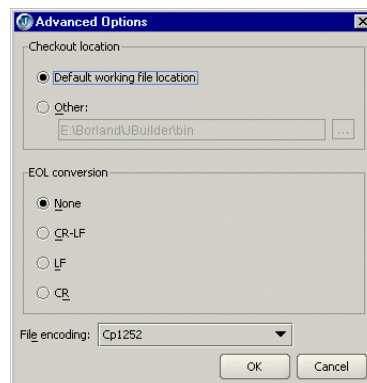 Advanced Options
Checkout location
Default working file location
Other:
E:\Borland\JBuilder\bin
...
EOL conversion
None
CR-LF
LF
CR
File encoding: Cp1252
OK Cancel